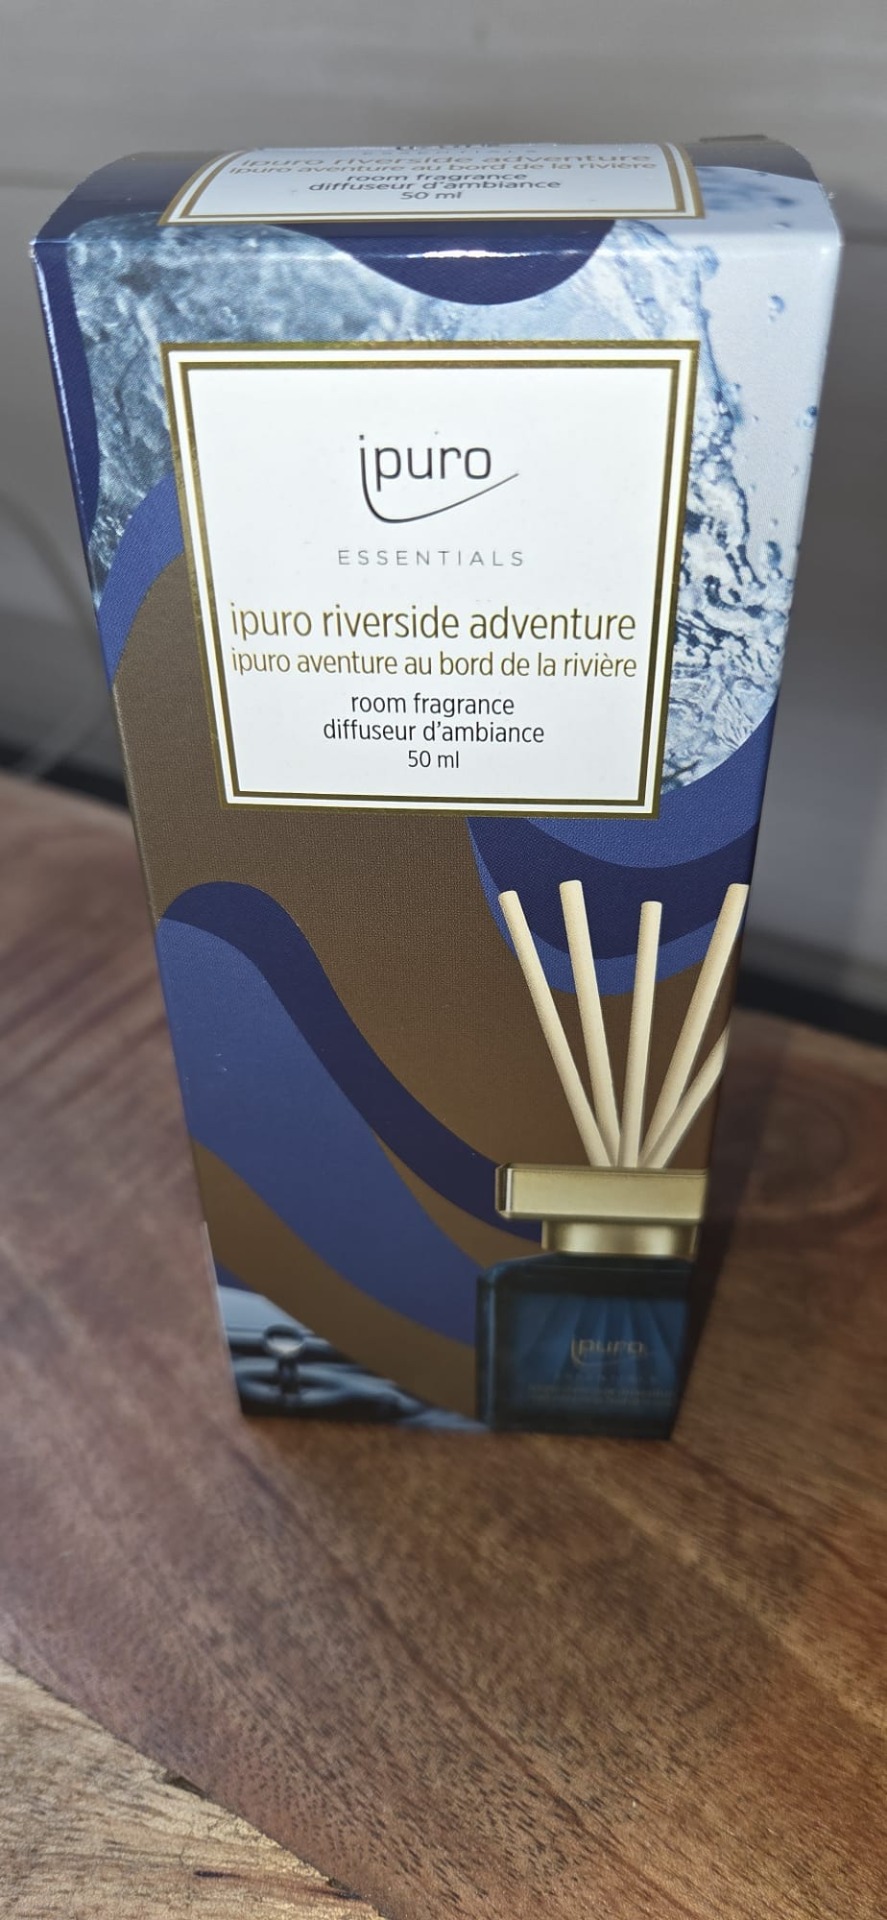 ipuro riverside adventure
ipuro aventure au bord de la rivière
room fragrance
diffuseur d'ambiance
50 ml
ipuro
ESSENTIALS
ipuro riverside adventure
ipuro aventure au bord de la rivière
room fragrance
diffuseur d'ambiance
50 ml
ipuro